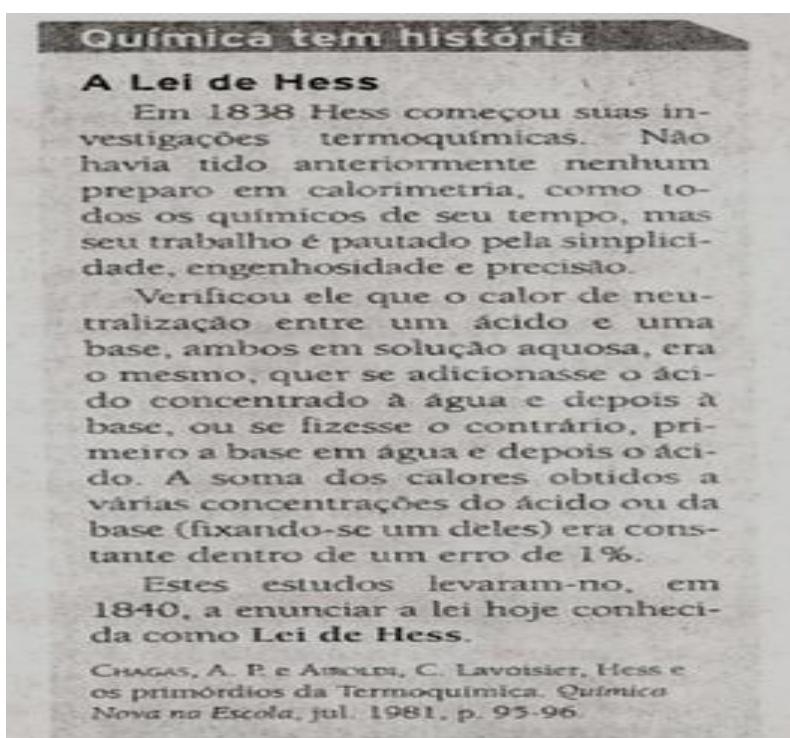 Química tem história
A Lei de Hess
Em 1838 Hess começou suas in-
vestigações termoquímicas. Não
havia tido anteriormente nenhum
preparo em calorimetria, como to-
dos os químicos de seu tempo, mas
seu trabalho é pautado pela simplici-
dade, engenhosidade e precisão.
Verificou ele que o calor de neu-
tralização entre um ácido e uma
base, ambos em solução aquosa, era
o mesmo, quer se adicionasse o áci-
do concentrado à água e depois à
base, ou se fizesse o contrário, pri-
meiro a base em água e depois o áci-
do. A soma dos calores obtidos a
várias concentrações do ácido ou da
base (fixando-se um deles) era cons-
tante dentro de um erro de 1%.
Estes estudos levaram-no, em
1840, a enunciar a lei hoje conheci-
da como Lei de Hess.
CHAGAS, A. P. e AIROLDI, C. Lavoisier, Hess e
os primórdios da Termoquímica. Química
Nova na Escola, jul. 1981, p. 95-96.